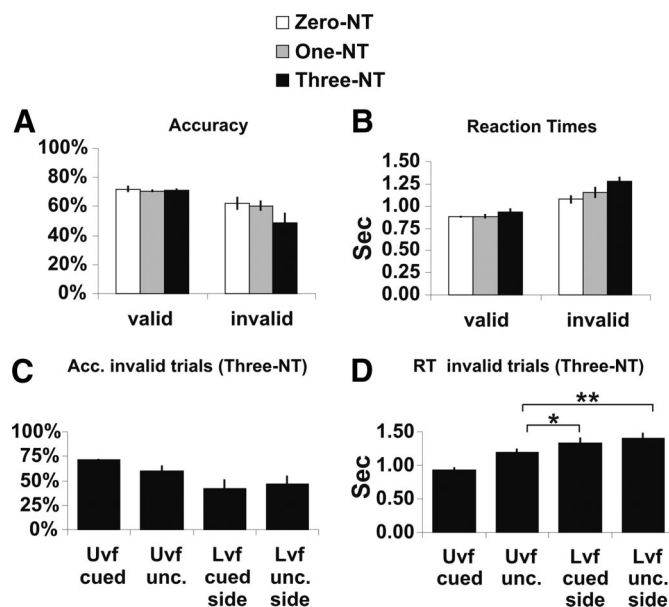 Zero-NT
One-NT
Three-NT
A
Accuracy
100%
80%
60%
40%
20%
0%
valid
invalid
B
Reaction Times
1.50
1.25
1.00
0.75
0.50
0.25
0.00
Sec
valid
invalid
C
Acc. invalid trials (Three-NT)
100%
75%
50%
25%
0%
Uvf
cued
Uvf
unc.
Lvf
cued
side
Lvf
unc.
side
D
RT invalid trials (Three-NT)
**
*
1.50
1.00
0.50
0.00
Sec
Uvf
cued
Uvf
unc.
Lvf
cued
side
Lvf
unc.
side